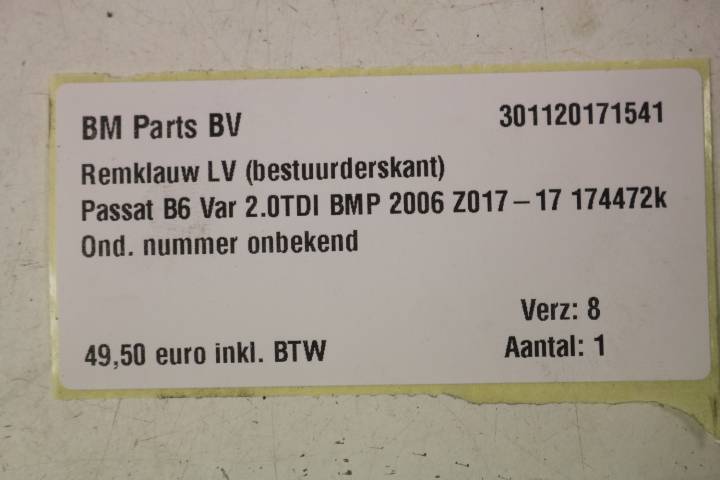 BM Parts BV 301120171541
Remklauw LV (bestuurderskant)
Passat B6 Var 2.0TDI BMP 2006 Z017-17 174472k
Ond. nummer onbekend
Verz: 8
49,50 euro inkl. BTW Aantal: 1